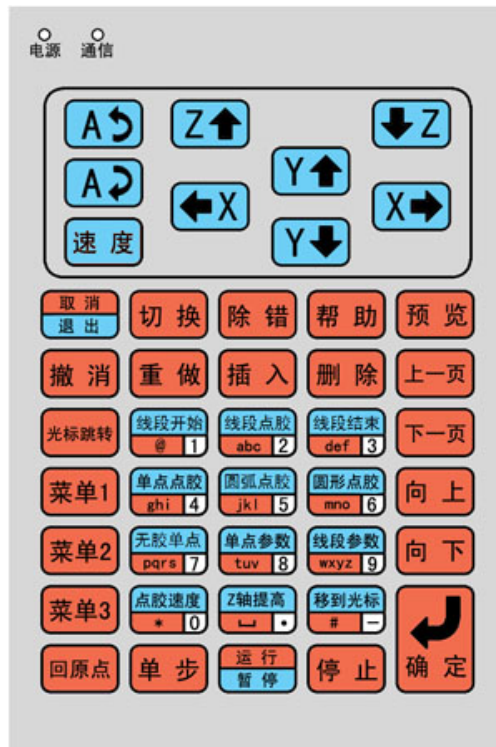 电源 通信
A Z Z
A Y
X X
速 度 Y
取 消
退 出
切 换 除 错 帮 助 预 览
撤 消 重 做 插 入 删 除 上一页
光标跳转 线段开始 线段点胶 线段结束 下一页
@ 1 abc 2 def 3
菜单1 单点点胶 圆弧点胶 圆形点胶 向 上
ghi 4 jkl 5 mno 6
菜单2 无胶单点 单点参数 线段参数 向 下
pqrs 7 tuv 8 wxyz 9
菜单3 点胶速度 Z轴提高 移到光标
* 0 ⌴ • # —
回原点 单 步 运 行 停 止 确 定
暂 停